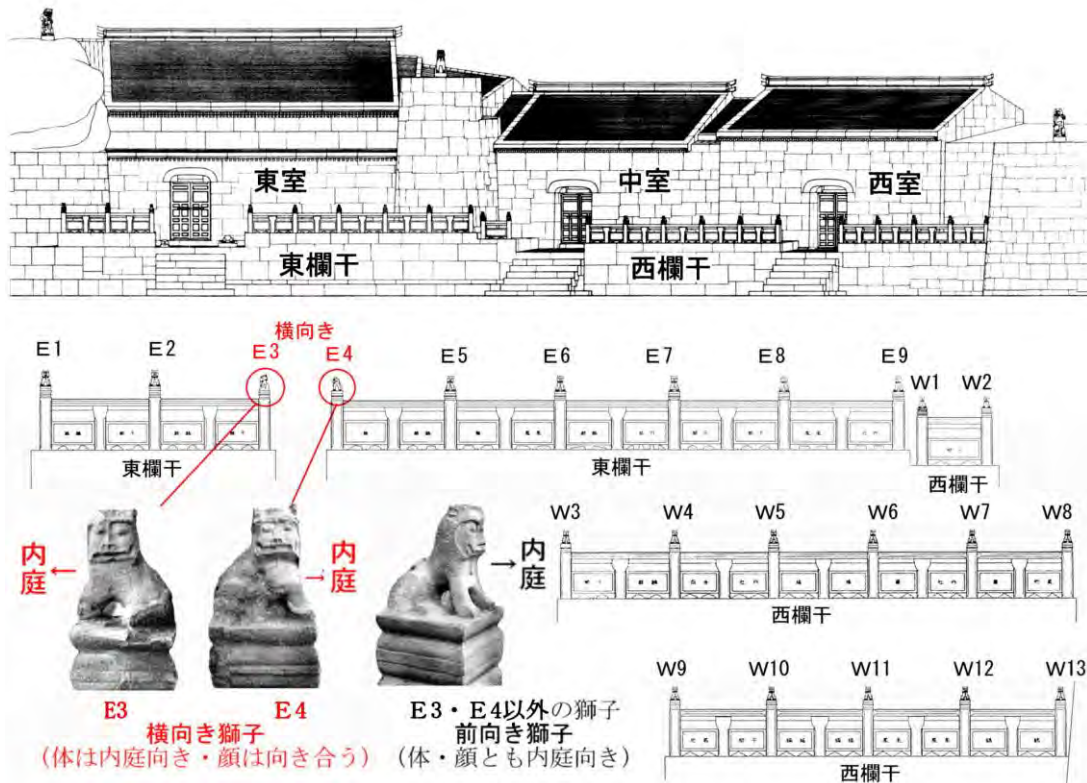 東室
中室
西室
東欄干
西欄干
横向き
E1 E2 E3 E4 E5 E6 E7 E8 E9
W1 W2
東欄干
東欄干
西欄干
W3 W4 W5 W6 W7 W8
西欄干
内庭
内庭
内庭
E3 E4
横向き獅子
(体は内庭向き・顔は向き合う)
E3・E4以外の獅子
前向き獅子
(体・顔とも内庭向き)
W9 W10 W11 W12 W13
西欄干